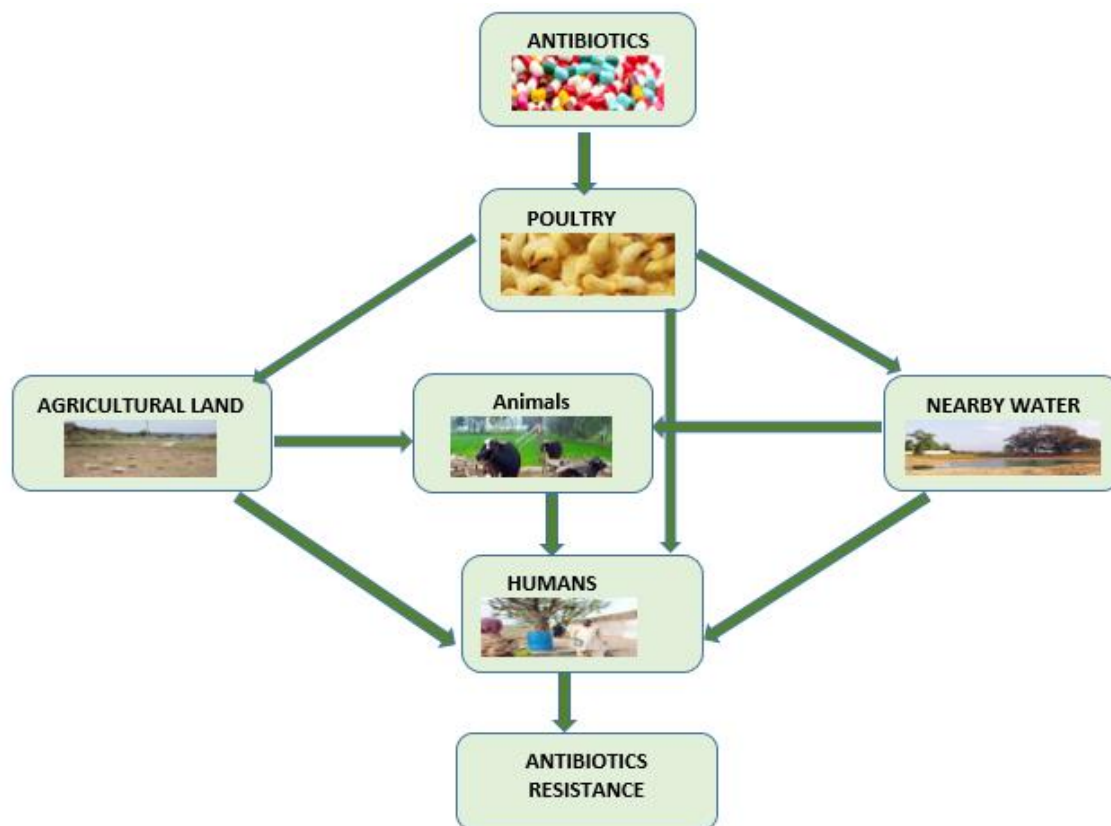 ANTIBIOTICS
POULTRY
AGRICULTURAL LAND
Animals
NEARBY WATER
HUMANS
ANTIBIOTICS
RESISTANCE